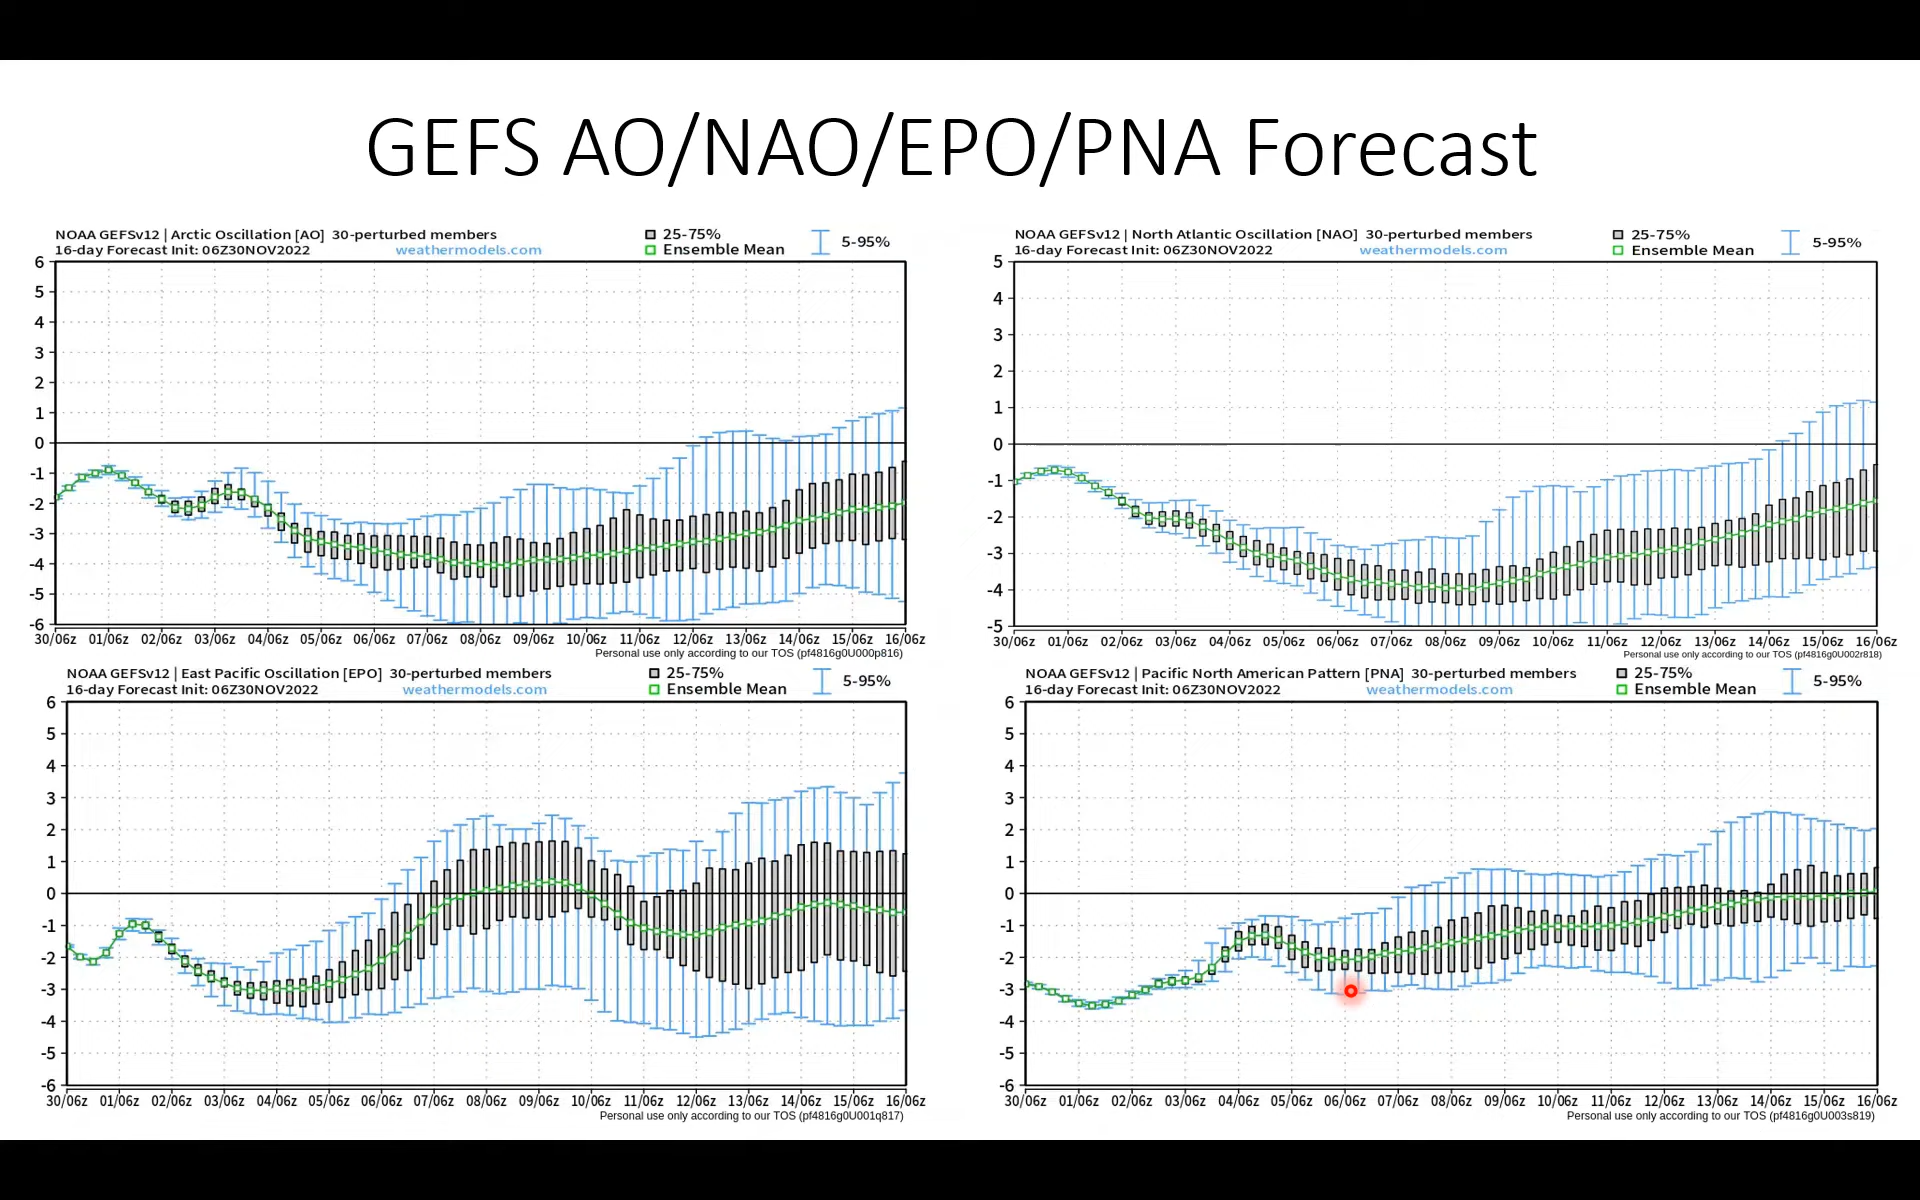 GEFS AO/NAO/EPO/PNA Forecast
NOAA GEFSv12 | Arctic Oscillation [AO] 30-perturbed members
16-day Forecast Init: 06Z30NOV2022 weathermodels.com
25-75%
Ensemble Mean
5-95%
6
5
4
3
2
1
0
-1
-2
-3
-4
-5
-6
30/06z 01/06z 02/06z 03/06z 04/06z 05/06z 06/06z 07/06z 08/06z 09/06z 10/06z 11/06z 12/06z 13/06z 14/06z 15/06z 16/06z
Personal use only according to our TOS (pf4816g0U000p816)
NOAA GEFSv12 | North Atlantic Oscillation [NAO] 30-perturbed members
16-day Forecast Init: 06Z30NOV2022 weathermodels.com
25-75%
Ensemble Mean
5-95%
5
4
3
2
1
0
-1
-2
-3
-4
-5
30/06z 01/06z 02/06z 03/06z 04/06z 05/06z 06/06z 07/06z 08/06z 09/06z 10/06z 11/06z 12/06z 13/06z 14/06z 15/06z 16/06z
Personal use only according to our TOS (pf4816g0U002r818)
NOAA GEFSv12 | East Pacific Oscillation [EPO] 30-perturbed members
16-day Forecast Init: 06Z30NOV2022 weathermodels.com
25-75%
Ensemble Mean
5-95%
6
5
4
3
2
1
0
-1
-2
-3
-4
-5
-6
30/06z 01/06z 02/06z 03/06z 04/06z 05/06z 06/06z 07/06z 08/06z 09/06z 10/06z 11/06z 12/06z 13/06z 14/06z 15/06z 16/06z
Personal use only according to our TOS (pf4816g0U001q817)
NOAA GEFSv12 | Pacific North American Pattern [PNA] 30-perturbed members
16-day Forecast Init: 06Z30NOV2022 weathermodels.com
25-75%
Ensemble Mean
5-95%
6
5
4
3
2
1
0
-1
-2
-3
-4
-5
-6
30/06z 01/06z 02/06z 03/06z 04/06z 05/06z 06/06z 07/06z 08/06z 09/06z 10/06z 11/06z 12/06z 13/06z 14/06z 15/06z 16/06z
Personal use only according to our TOS (pf4816g0U003s819)